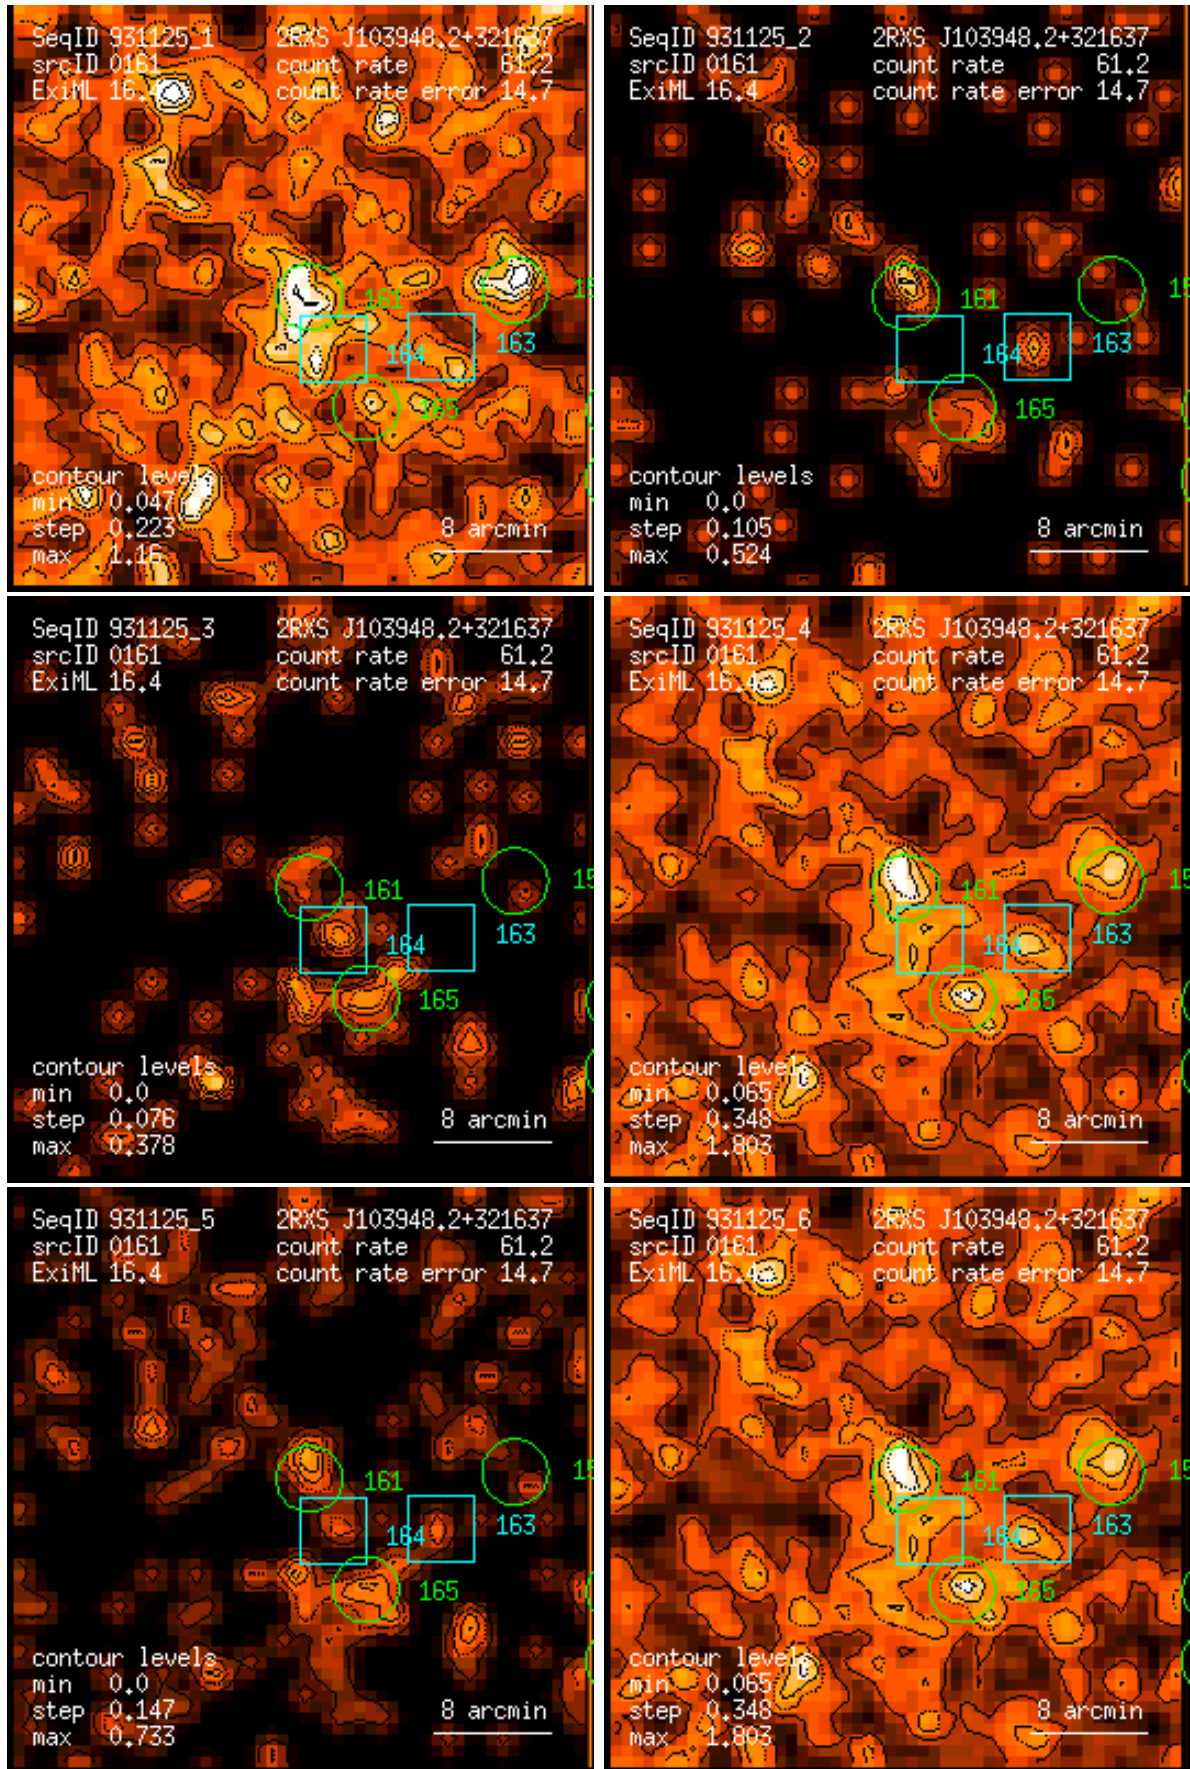 SeqID 931125_1 2RXS J103948.2+321637
srcID 0161 count rate 61.2
ExiML 16.4 count rate error 14.7
161
164
163
165
15
contour levels
min 0.047
step 0.223 8 arcmin
max 1.16
SeqID 931125_2 2RXS J103948.2+321637
srcID 0161 count rate 61.2
ExiML 16.4 count rate error 14.7
161
164
163
165
15
contour levels
min 0.0
step 0.105 8 arcmin
max 0.524
SeqID 931125_3 2RXS J103948.2+321637
srcID 0161 count rate 61.2
ExiML 16.4 count rate error 14.7
161
164
163
165
15
contour levels
min 0.0
step 0.076 8 arcmin
max 0.378
SeqID 931125_4 2RXS J103948.2+321637
srcID 0161 count rate 61.2
ExiML 16.4 count rate error 14.7
161
164
163
165
15
contour levels
min 0.065
step 0.348 8 arcmin
max 1.803
SeqID 931125_5 2RXS J103948.2+321637
srcID 0161 count rate 61.2
ExiML 16.4 count rate error 14.7
161
164
163
165
15
contour levels
min 0.0
step 0.147 8 arcmin
max 0.733
SeqID 931125_6 2RXS J103948.2+321637
srcID 0161 count rate 61.2
ExiML 16.4 count rate error 14.7
161
164
163
165
15
contour levels
min 0.065
step 0.348 8 arcmin
max 1.803